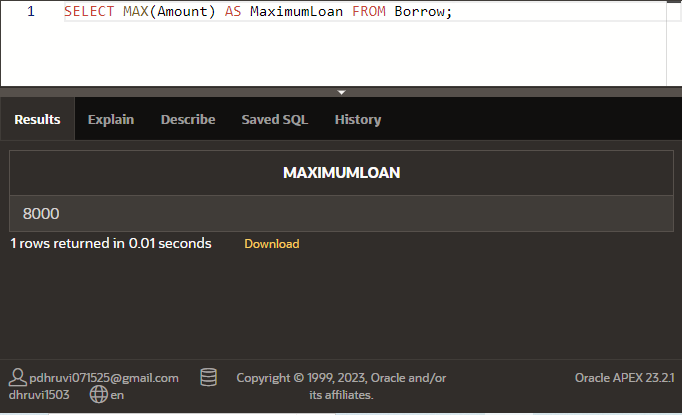 1 SELECT MAX(Amount) AS MaximumLoan FROM Borrow;
Results Explain Describe Saved SQL History
MAXIMUMLOAN
8000
1 rows returned in 0.01 seconds Download
pdhruvi071525@gmail.com
dhruvi1503 en
Copyright © 1999, 2023, Oracle and/or
its affiliates.
Oracle APEX 23.2.1